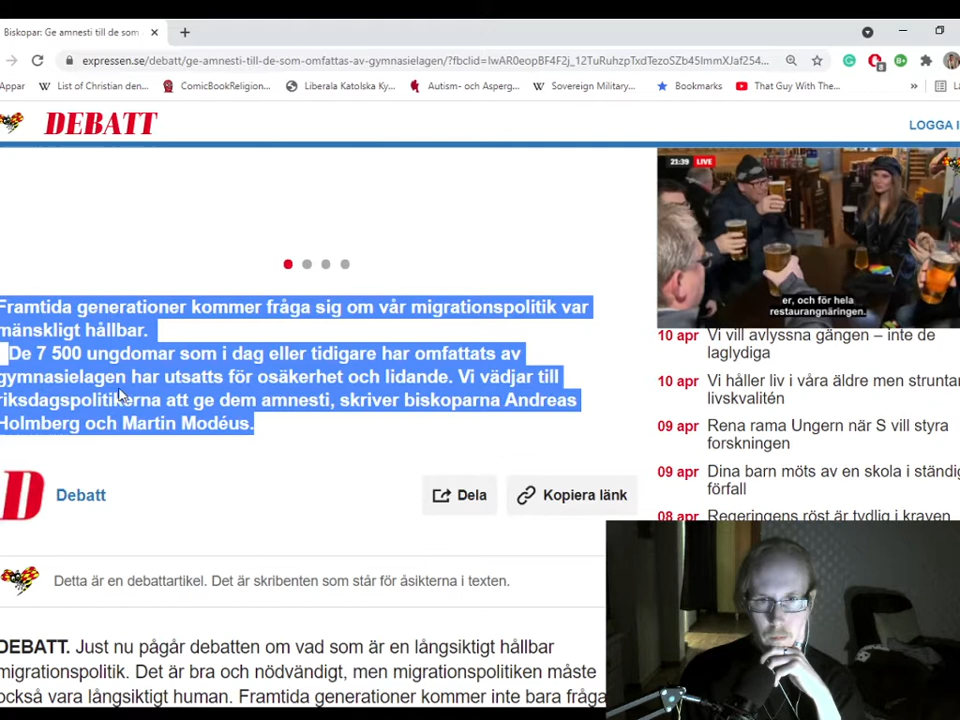 Biskopar: Ge amnesti till de som
expressen.se/debatt/ge-amnesti-till-de-som-omfattas-av-gymnasielagen/?fbclid=IwAR0eopBF4F2j_12TuRuhzpTxdTezoSZb45ImmXJaf254...
Appar
List of Christian den...
ComicBookReligion...
Liberala Katolska Ky...
Autism- och Asperg...
Sovereign Military...
Bookmarks
That Guy With The...
DEBATT
LOGGA I
21:39 LIVE
er, och för hela
restaurangnäringen.
Framtida generationer kommer fråga sig om vår migrationspolitik var
mänskligt hållbar.
De 7 500 ungdomar som i dag eller tidigare har omfattats av
gymnasielagen har utsatts för osäkerhet och lidande. Vi vädjar till
riksdagspolitikerna att ge dem amnesti, skriver biskoparna Andreas
Holmberg och Martin Modéus.
10 apr Vi vill avlyssna gängen – inte de
laglydiga
10 apr Vi håller liv i våra äldre men struntar
livskvalitén
09 apr Rena rama Ungern när S vill styra
forskningen
09 apr Dina barn möts av en skola i ständig
förfall
08 apr Regeringens röst är tydlig i kraven
D Debatt
Dela
Kopiera länk
Detta är en debattartikel. Det är skribenten som står för åsikterna i texten.
DEBATT. Just nu pågår debatten om vad som är en långsiktigt hållbar
migrationspolitik. Det är bra och nödvändigt, men migrationspolitiken måste
också vara långsiktigt human. Framtida generationer kommer inte bara fråga